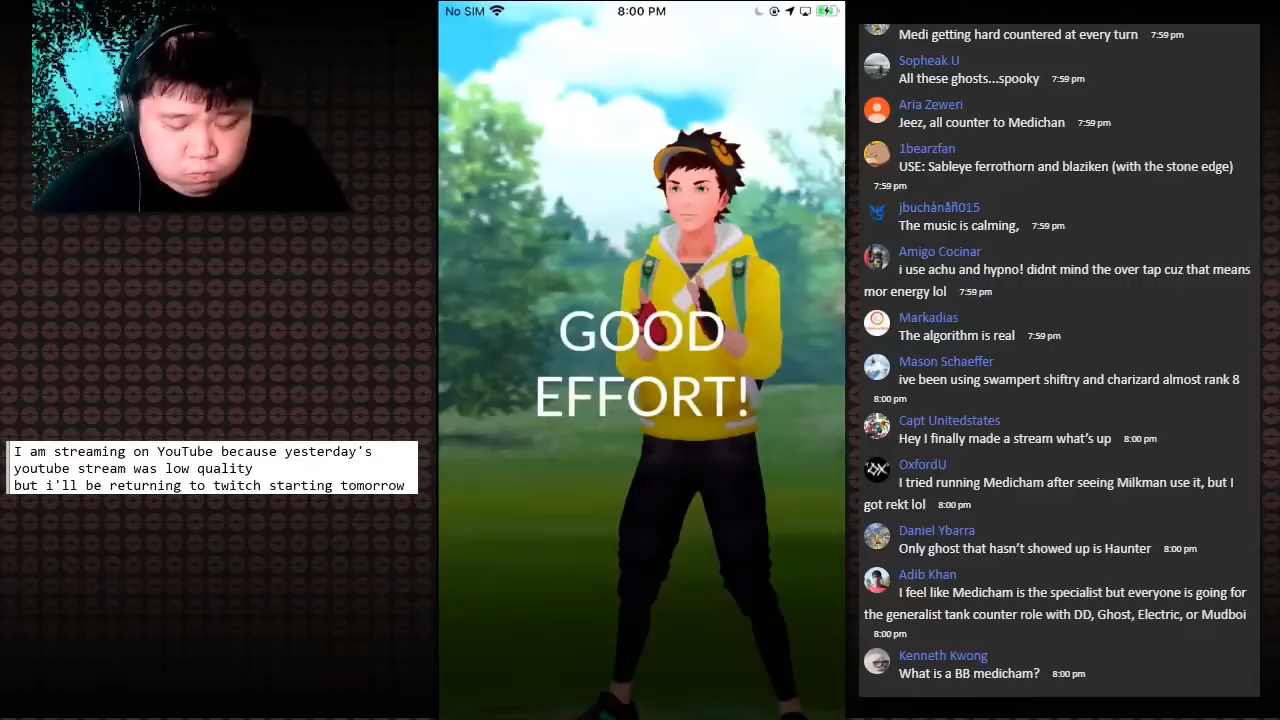 No SIM
8:00 PM
GOOD
EFFORT!
I am streaming on YouTube because yesterday's
youtube stream was low quality
but i'll be returning to twitch starting tomorrow
Medi getting hard countered at every turn 7:59 pm
Sopheak U
All these ghosts...spooky 7:59 pm
Aria Zeweri
Jeez, all counter to Medichan 7:59 pm
1bearzfan
USE: Sableye ferrothorn and blaziken (with the stone edge)
7:59 pm
jbuchånåñ015
The music is calming, 7:59 pm
Amigo Cocinar
i use achu and hypno! didnt mind the over tap cuz that means
mor energy lol 7:59 pm
Markadias
The algorithm is real 7:59 pm
Mason Schaeffer
ive been using swampert shiftry and charizard almost rank 8
8:00 pm
Capt Unitedstates
Hey I finally made a stream what’s up 8:00 pm
OxfordU
I tried running Medicham after seeing Milkman use it, but I
got rekt lol 8:00 pm
Daniel Ybarra
Only ghost that hasn’t showed up is Haunter 8:00 pm
Adib Khan
I feel like Medicham is the specialist but everyone is going for
the generalist tank counter role with DD, Ghost, Electric, or Mudboi
8:00 pm
Kenneth Kwong
What is a BB medicham? 8:00 pm